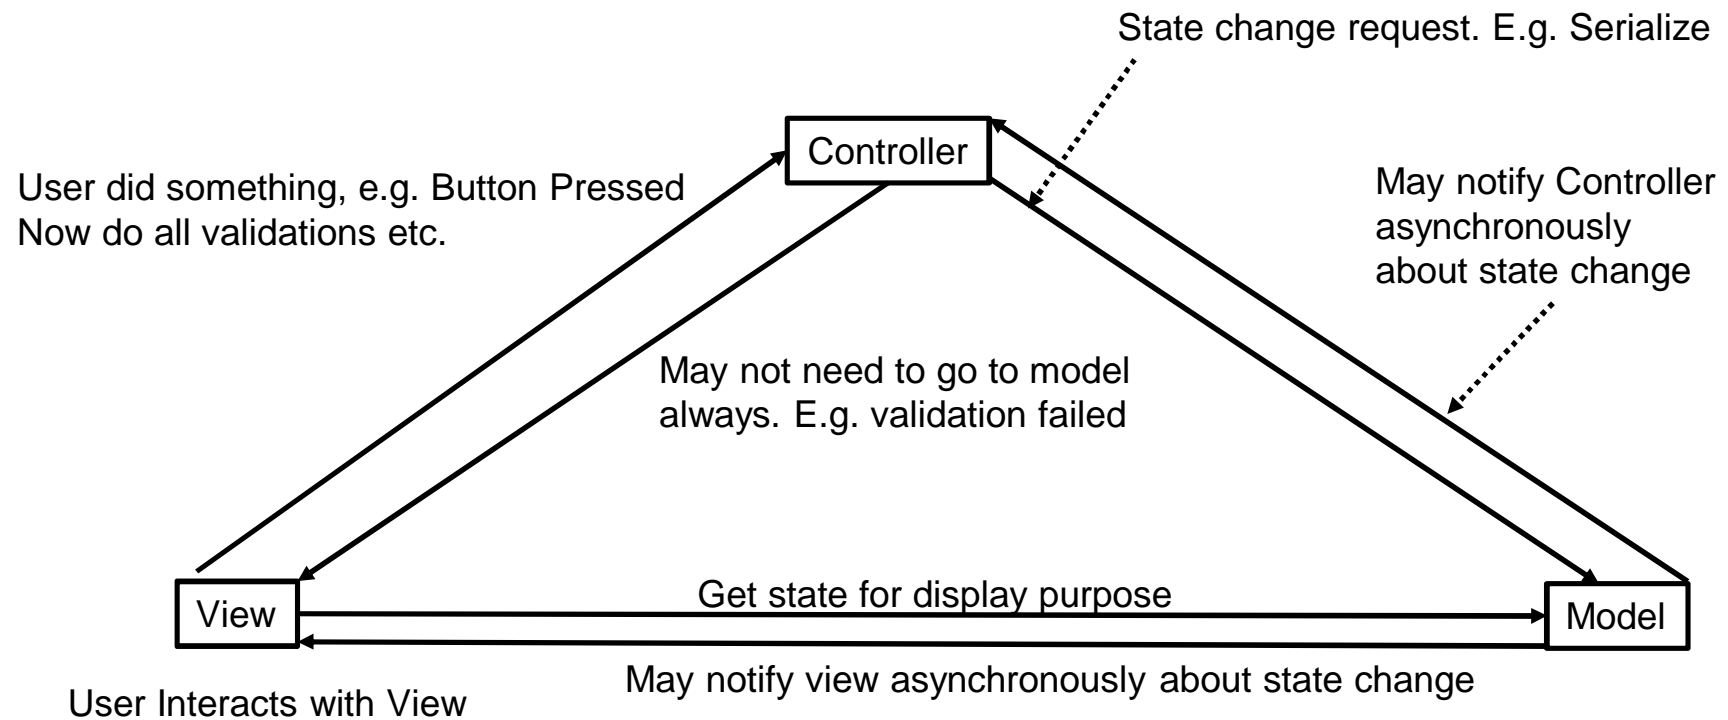 State change request. E.g. Serialize
Controller
User did something, e.g. Button Pressed
Now do all validations etc.
May notify Controller
asynchronously
about state change
May not need to go to model
always. E.g. validation failed
Get state for display purpose
View
Model
May notify view asynchronously about state change
User Interacts with View